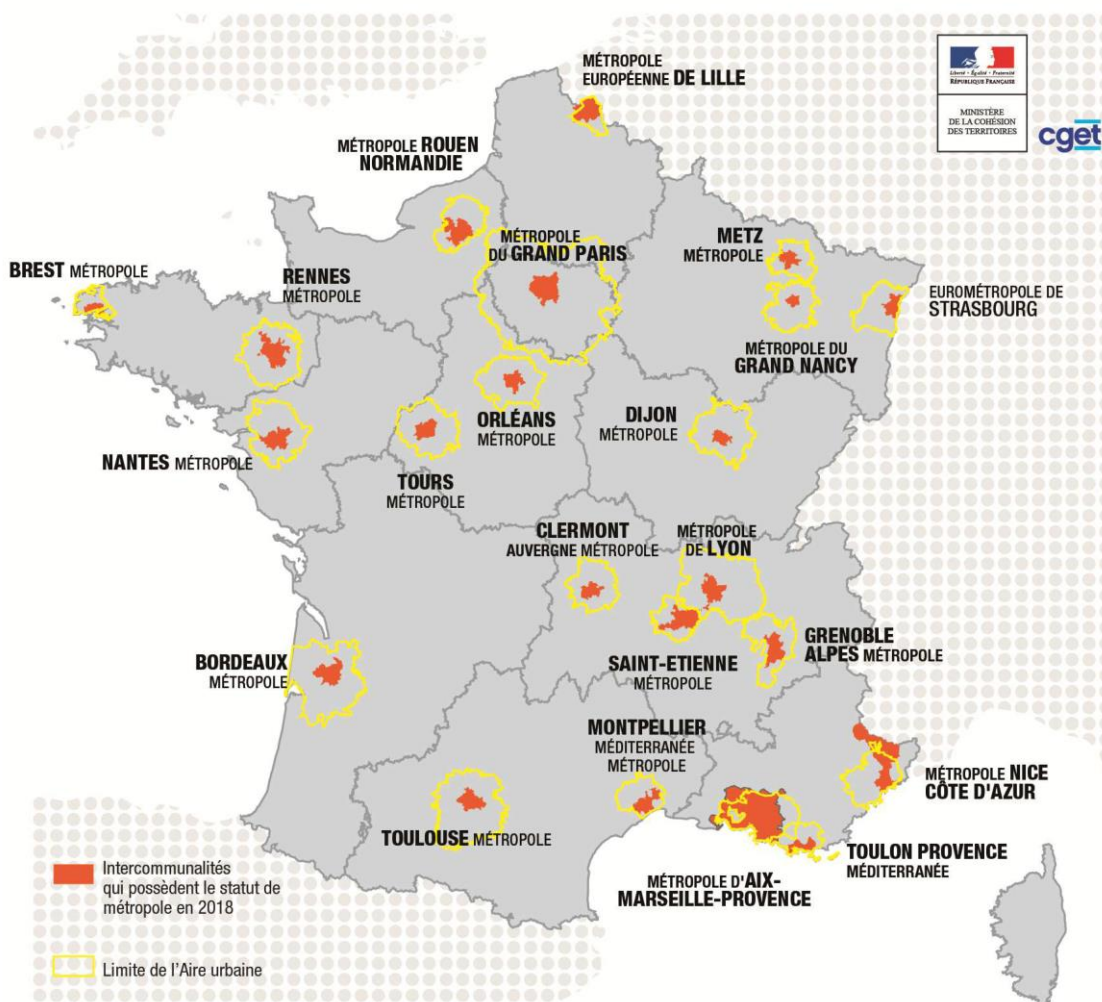 MÉTROPOLE
EUROPÉENNE DE LILLE
Liberté • Égalité • Fraternité
RÉPUBLIQUE FRANÇAISE
MINISTÈRE
DE LA COHÉSION
DES TERRITOIRES
cget
MÉTROPOLE ROUEN
NORMANDIE
MÉTROPOLE
DU GRAND PARIS
METZ
MÉTROPOLE
BREST MÉTROPOLE
RENNES
MÉTROPOLE
EUROMÉTROPOLE DE
STRASBOURG
MÉTROPOLE DU
GRAND NANCY
ORLÉANS
MÉTROPOLE
DIJON
MÉTROPOLE
NANTES MÉTROPOLE
TOURS
MÉTROPOLE
CLERMONT
AUVERGNE MÉTROPOLE
MÉTROPOLE
DE LYON
GRENOBLE
ALPES MÉTROPOLE
BORDEAUX
MÉTROPOLE
SAINT-ETIENNE
MÉTROPOLE
MONTPELLIER
MÉDITERRANÉE
MÉTROPOLE
MÉTROPOLE NICE
CÔTE D'AZUR
TOULOUSE MÉTROPOLE
TOULON PROVENCE
MÉDITERRANÉE
MÉTROPOLE D'AIX-
MARSEILLE-PROVENCE
Intercommunalités
qui possèdent le statut de
métropole en 2018
Limite de l'Aire urbaine